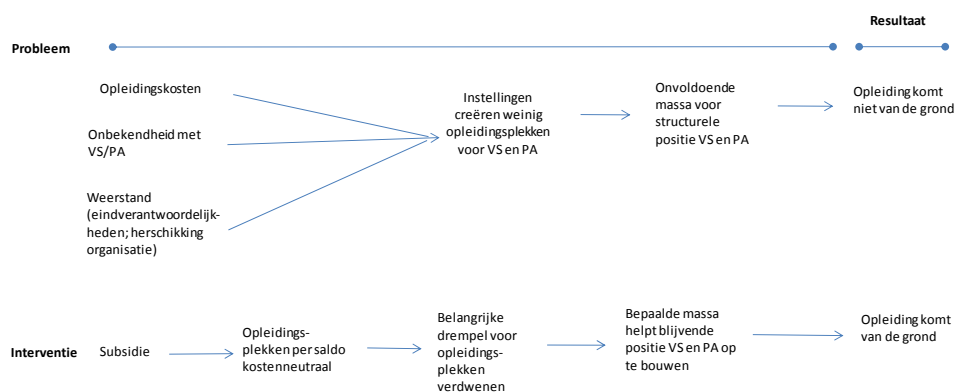 Resultaat
Probleem
Opleidingskosten
Onbekendheid met
VS/PA
Weerstand
(eindverantwoordelijk-
heden; herschikking
organisatie)
Instellingen
creëren weinig
opleidingsplekken
voor VS en PA
Onvoldoende
massa voor
structurele
positie VS en PA
Opleiding komt
niet van de grond
Interventie
Subsidie
Opleidings-
plekken per saldo
kostenneutraal
Belangrijke
drempel voor
opleidings-
plekken
verdwenen
Bepaalde massa
helpt blijvende
positie VS en PA op
te bouwen
Opleiding komt
van de grond